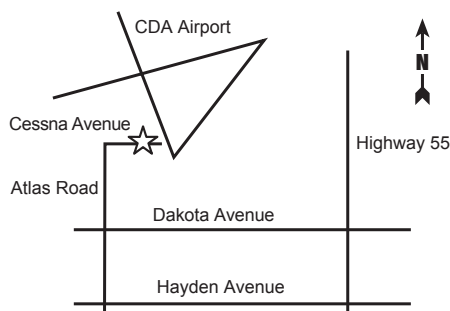 CDA Airport
N
Cessna Avenue
Highway 55
Atlas Road
Dakota Avenue
Hayden Avenue